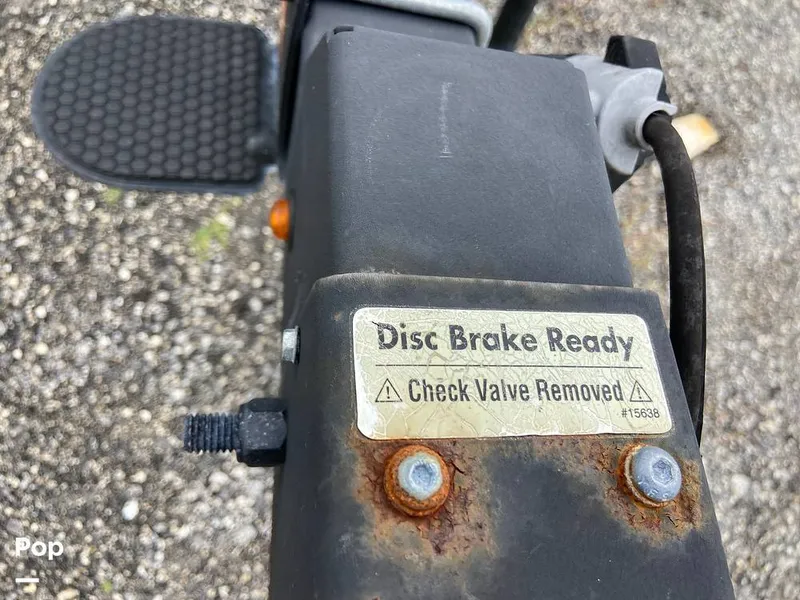 Disc Brake Ready
⚠ Check Valve Removed ⚠
#15638
Pop